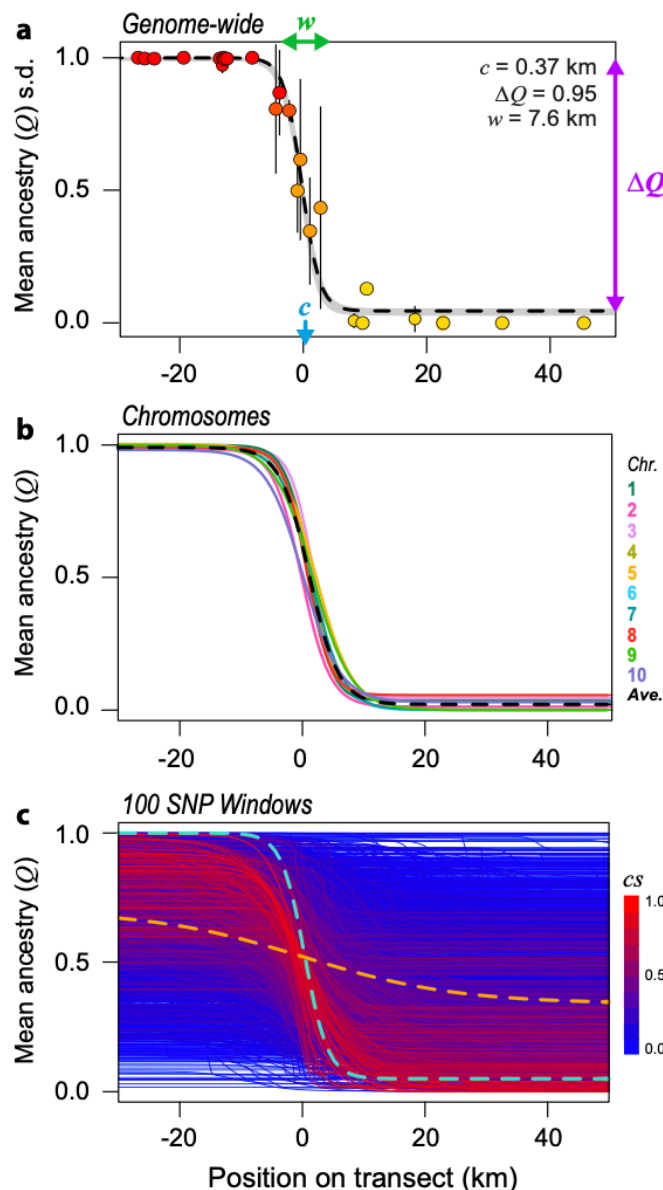 a Genome-wide
w
c = 0.37 km
ΔQ = 0.95
w = 7.6 km
Mean ancestry (Q) s.d.
1.0
0.5
0.0
ΔQ
c
-20 0 20 40
b Chromosomes
Mean ancestry (Q)
1.0
0.5
0.0
Chr.
1
2
3
4
5
6
7
8
9
10
Ave.
-20 0 20 40
c 100 SNP Windows
Mean ancestry (Q)
1.0
0.5
0.0
cs
1.0
0.5
0.0
-20 0 20 40
Position on transect (km)